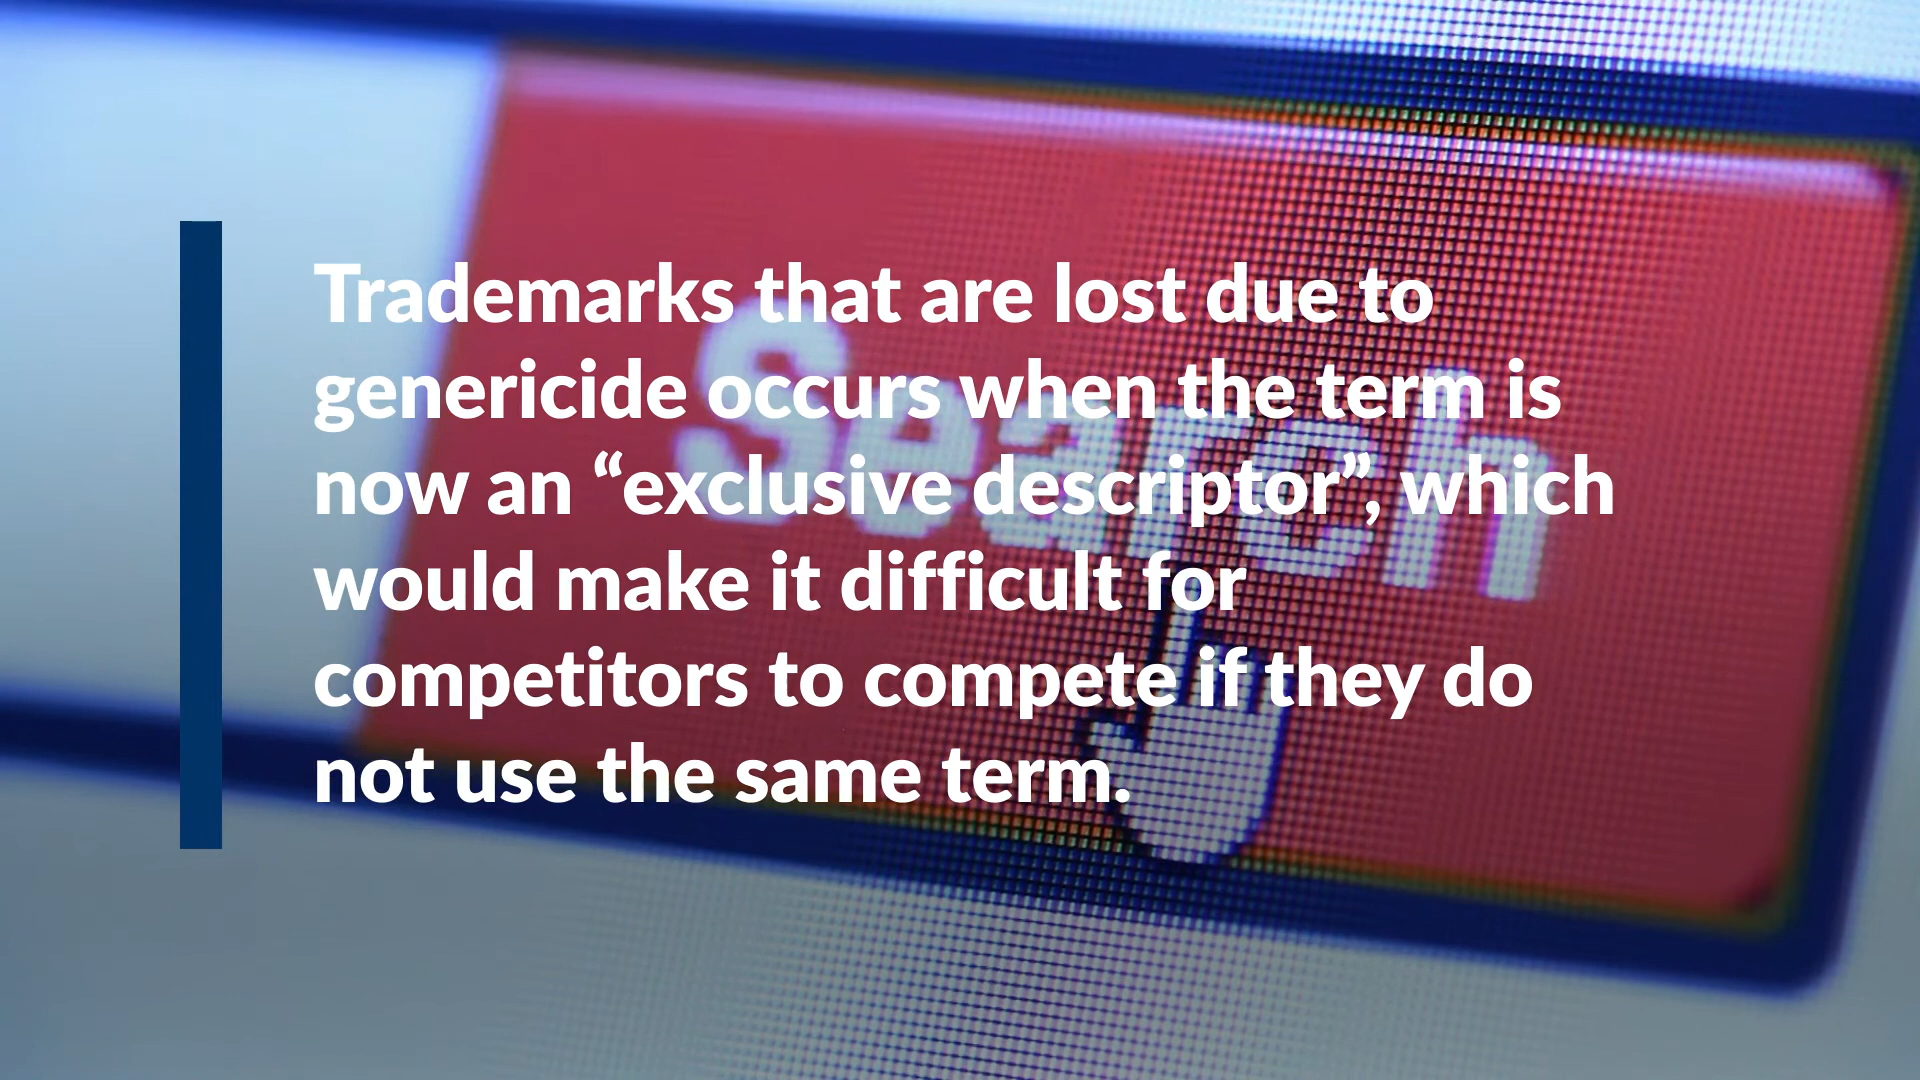 Trademarks that are lost due to
genericide occurs when the term is
now an “exclusive descriptor”, which
would make it difficult for
competitors to compete if they do
not use the same term.
Search